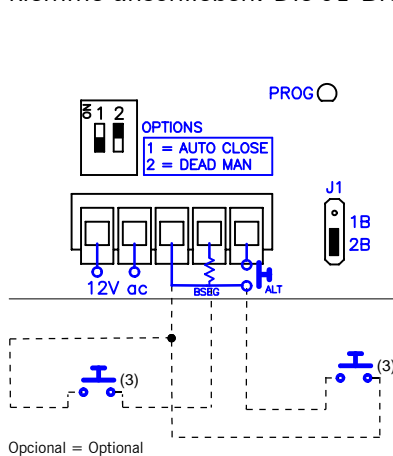 PROG
ON
1 2
OPTIONS
1 = AUTO CLOSE
2 = DEAD MAN
J1
1B
2B
12V ac
BSEG
ALT
(3)
(3)
Opcional = Optional